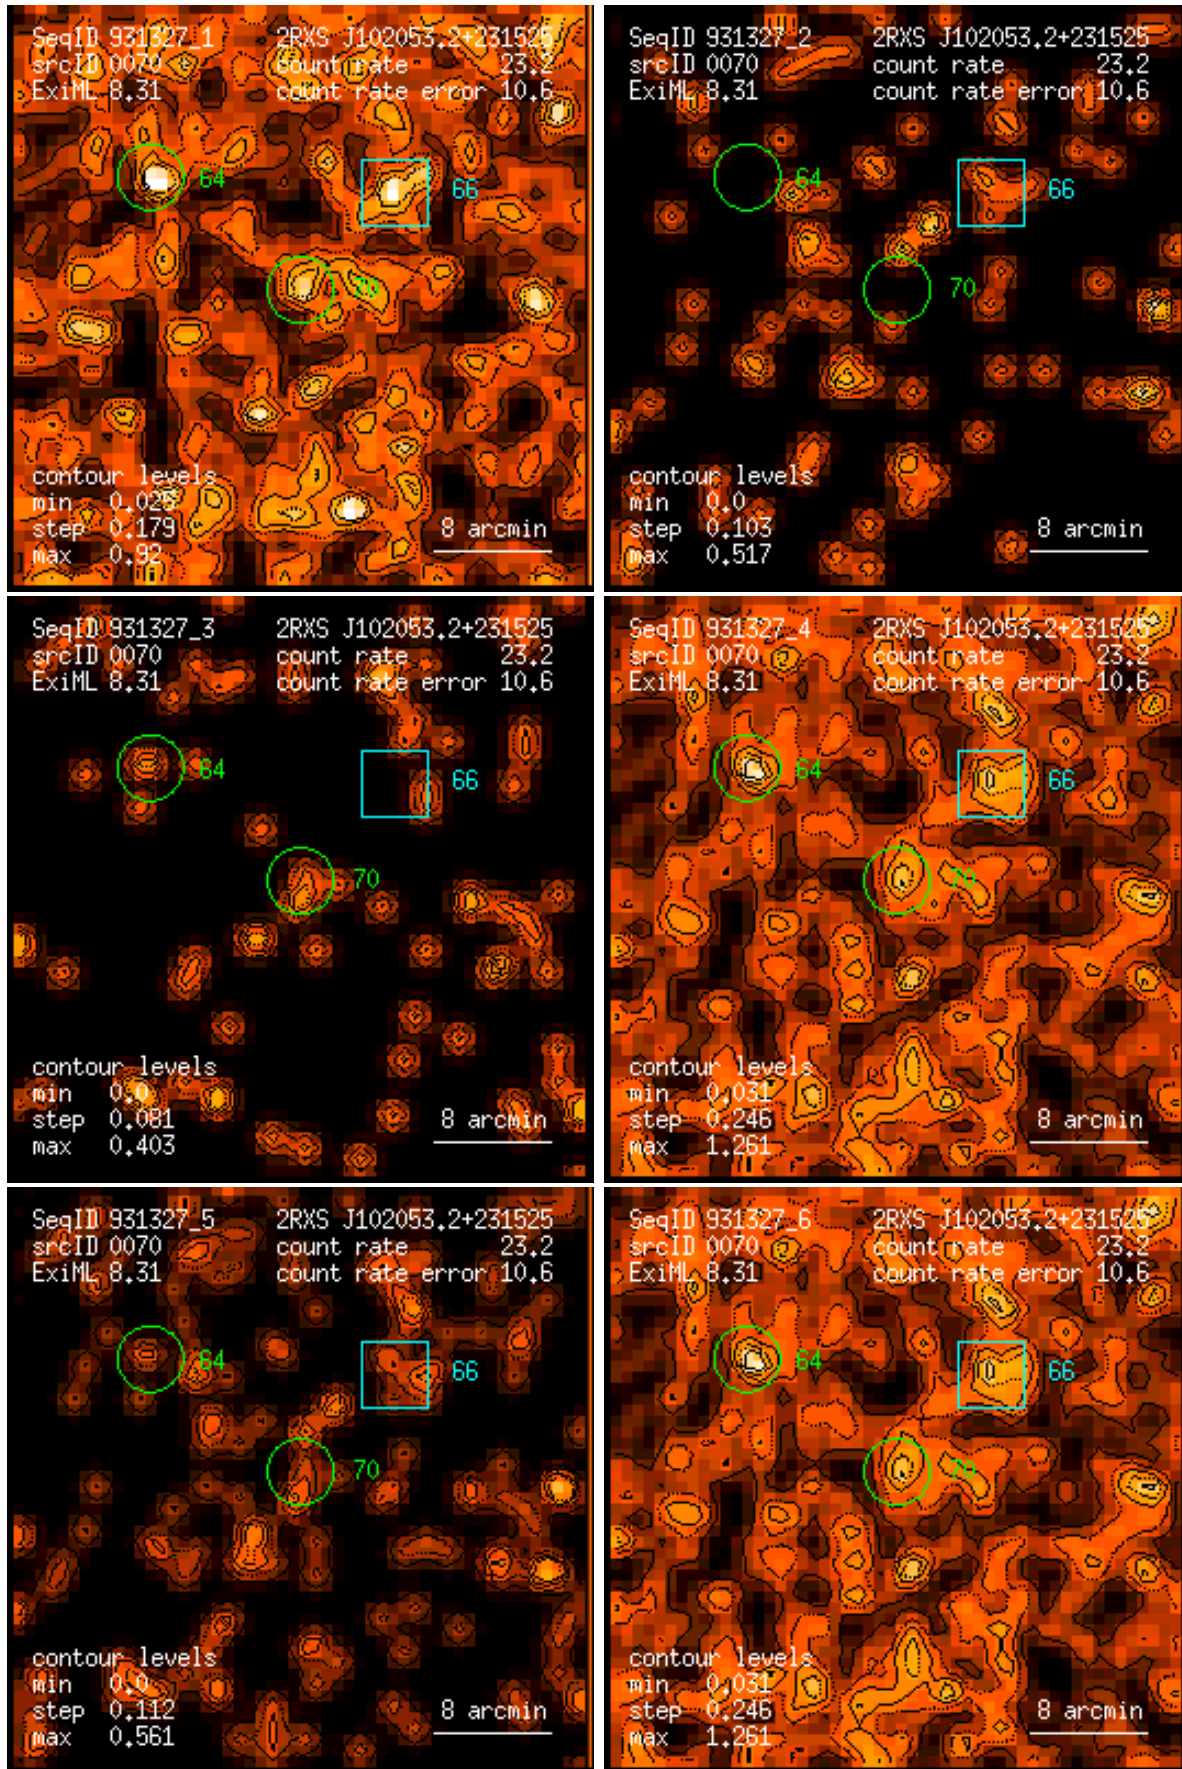 SeqID 931327_1 2RXS J102053.2+231525
srcID 0070 count rate 23.2
ExiML 8.31 count rate error 10.6
64
66
70
contour levels
min 0.025
step 0.179
max 0.92
8 arcmin
SeqID 931327_2 2RXS J102053.2+231525
srcID 0070 count rate 23.2
ExiML 8.31 count rate error 10.6
64
66
70
contour levels
min 0.0
step 0.103
max 0.517
8 arcmin
SeqID 931327_3 2RXS J102053.2+231525
srcID 0070 count rate 23.2
ExiML 8.31 count rate error 10.6
64
66
70
contour levels
min 0.0
step 0.081
max 0.403
8 arcmin
SeqID 931327_4 2RXS J102053.2+231525
srcID 0070 count rate 23.2
ExiML 8.31 count rate error 10.6
64
66
70
contour levels
min 0.031
step 0.246
max 1.261
8 arcmin
SeqID 931327_5 2RXS J102053.2+231525
srcID 0070 count rate 23.2
ExiML 8.31 count rate error 10.6
64
66
70
contour levels
min 0.0
step 0.112
max 0.561
8 arcmin
SeqID 931327_6 2RXS J102053.2+231525
srcID 0070 count rate 23.2
ExiML 8.31 count rate error 10.6
64
66
70
contour levels
min 0.031
step 0.246
max 1.261
8 arcmin